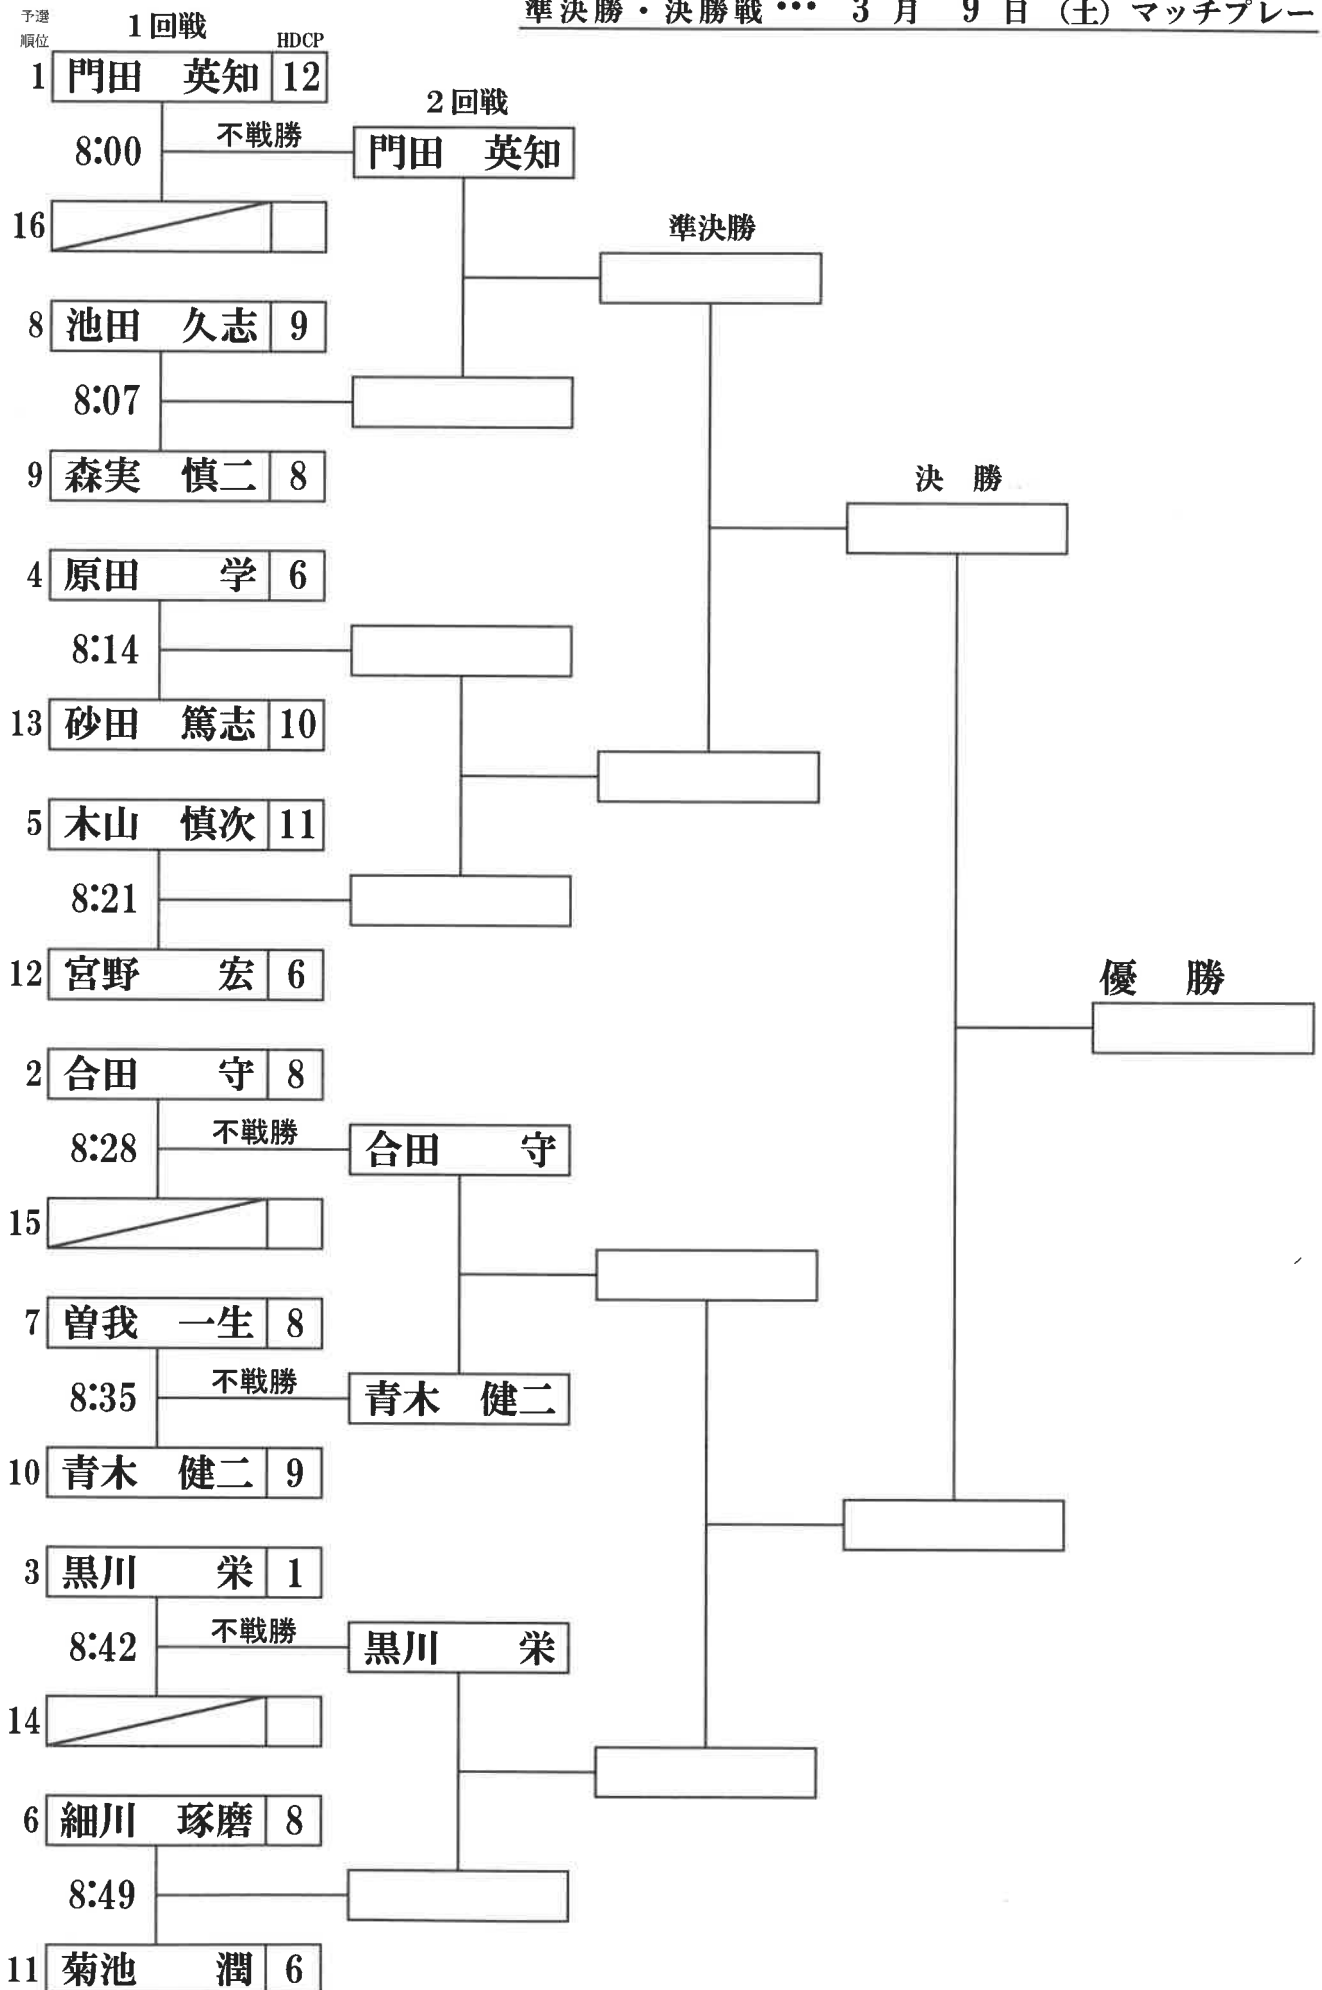 準決勝・決勝戦・・・ 3月 9日 (土) マッチプレー
予選
順位
1回戦
HDCP
1 門田 英知 12
2回戦
8:00 不戦勝 門田 英知
16
準決勝
8 池田 久志 9
8:07
9 森実 慎二 8
決 勝
4 原田 学 6
8:14
13 砂田 篤志 10
5 木山 慎次 11
8:21
12 宮野 宏 6
優 勝
2 合田 守 8
8:28 不戦勝 合田 守
15
7 曽我 一生 8
8:35 不戦勝 青木 健二
10 青木 健二 9
3 黒川 栄 1
8:42 不戦勝 黒川 栄
14
6 細川 琢磨 8
8:49
11 菊池 潤 6